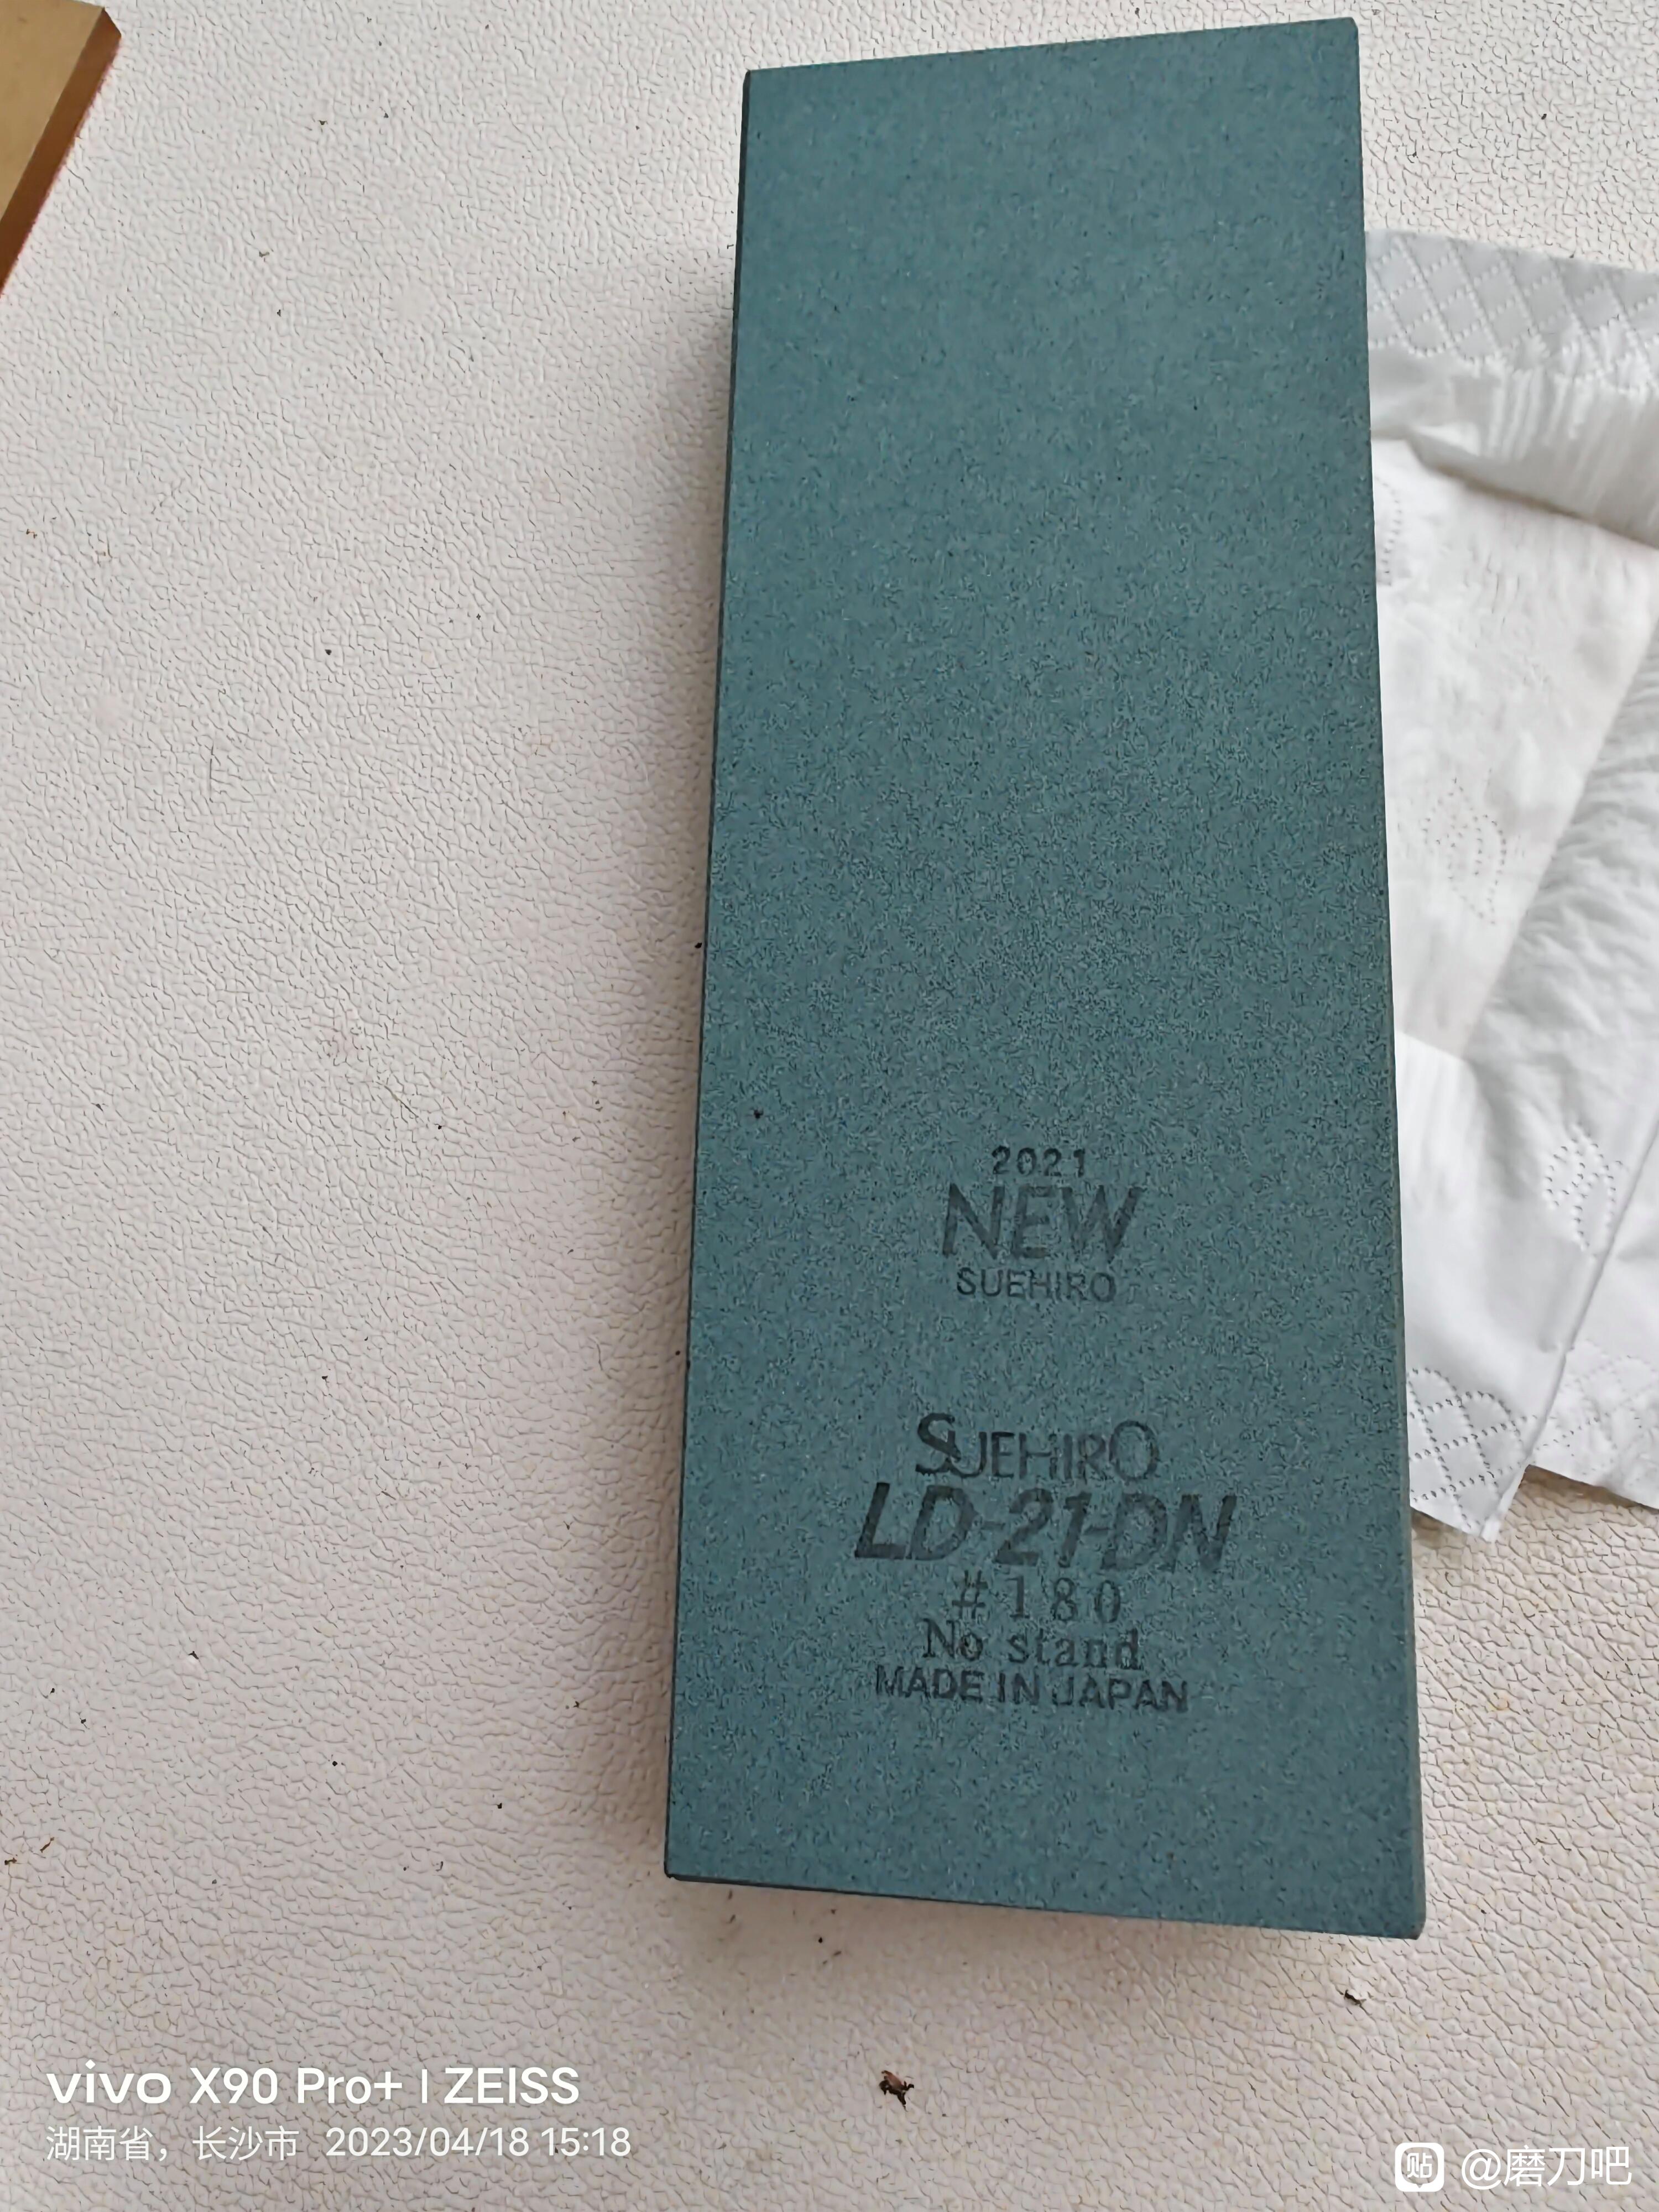 2021
NEW
SUEHIRO
SUEHIRO
LD-21-DN
#180
No stand
MADE IN JAPAN
vivo X90 Pro+ | ZEISS
湖南省，长沙市 2023/04/18 15:18
贴 @磨刀吧